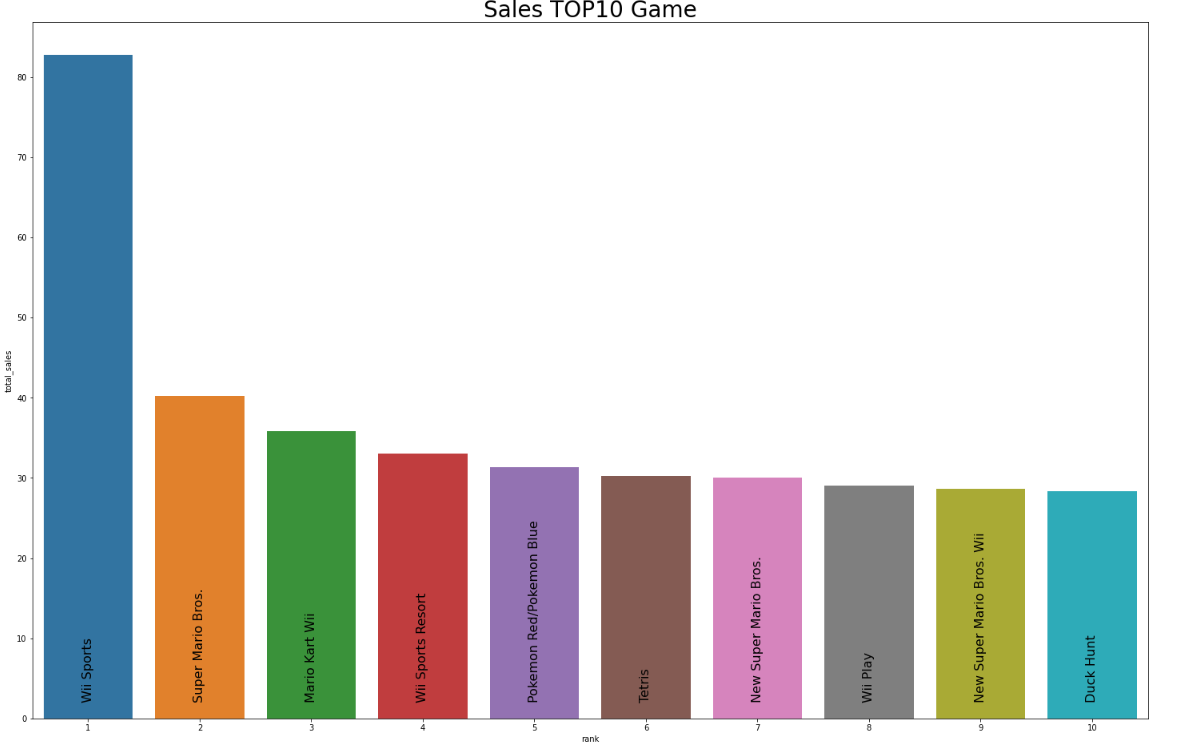 Sales TOP10 Game
total_sales
80
70
60
50
40
30
20
10
0
Wii Sports
Super Mario Bros.
Mario Kart Wii
Wii Sports Resort
Pokemon Red/Pokemon Blue
Tetris
New Super Mario Bros.
Wii Play
New Super Mario Bros. Wii
Duck Hunt
1 2 3 4 5 6 7 8 9 10
rank